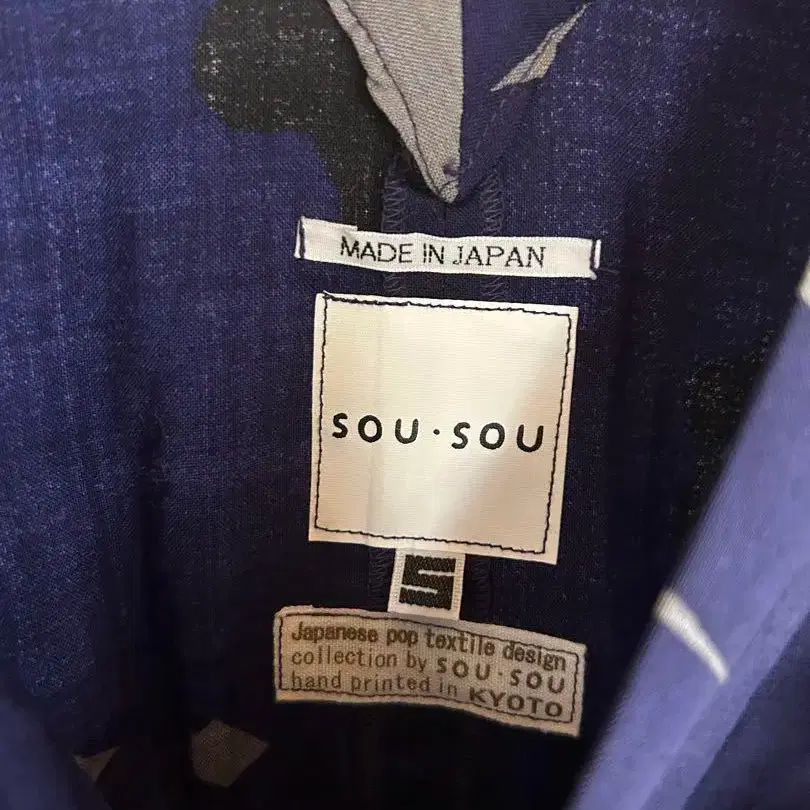 MADE IN JAPAN
SOU・SOU
S
Japanese pop textile design
collection by SOU・SOU
hand printed in KYOTO